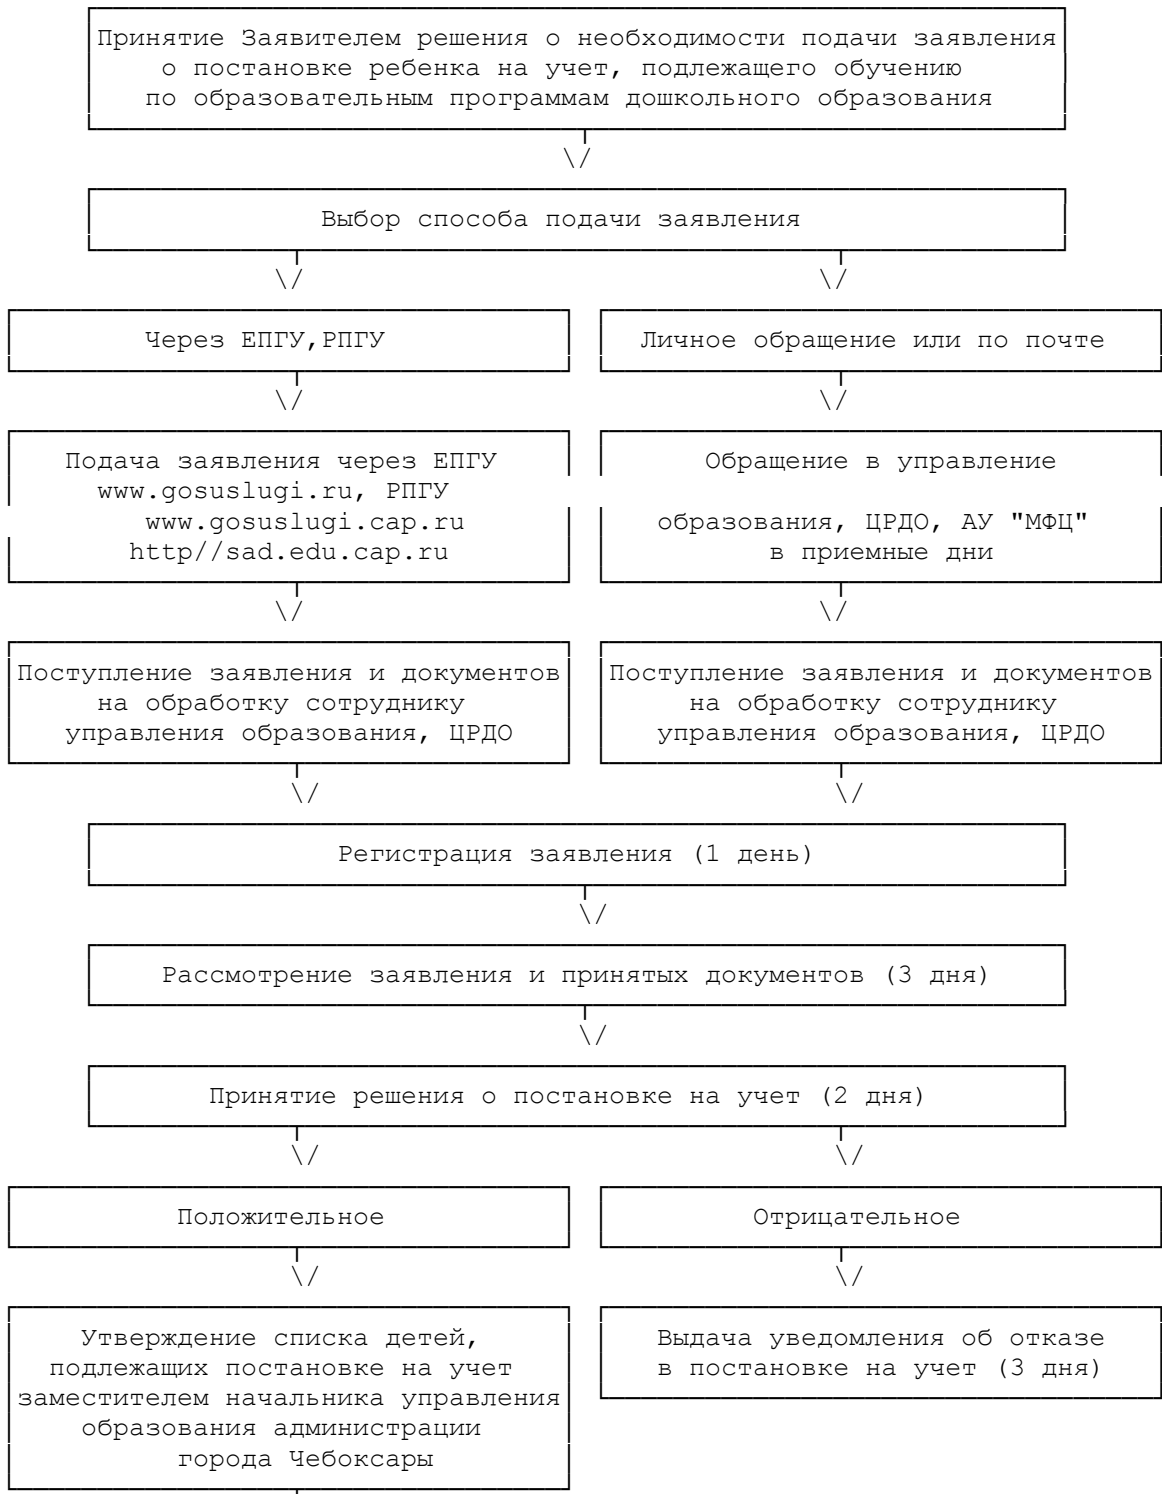 Принятие Заявителем решения о необходимости подачи заявления
о постановке ребенка на учет, подлежащего обучению
по образовательным программам дошкольного образования
\/
Выбор способа подачи заявления
\/
\/
Через ЕПГУ,РПГУ
\/
Подача заявления через ЕПГУ
www.gosuslugi.ru, РПГУ
www.gosuslugi.cap.ru
http//sad.edu.cap.ru
\/
Поступление заявления и документов
на обработку сотруднику
управления образования, ЦРДО
\/
Личное обращение или по почте
\/
Обращение в управление
образования, ЦРДО, АУ "МФЦ"
в приемные дни
\/
Поступление заявления и документов
на обработку сотруднику
управления образования, ЦРДО
\/
Регистрация заявления (1 день)
\/
Рассмотрение заявления и принятых документов (3 дня)
\/
Принятие решения о постановке на учет (2 дня)
\/
\/
Положительное
\/
Утверждение списка детей,
подлежащих постановке на учет
заместителем начальника управления
образования администрации
города Чебоксары
Отрицательное
\/
Выдача уведомления об отказе
в постановке на учет (3 дня)